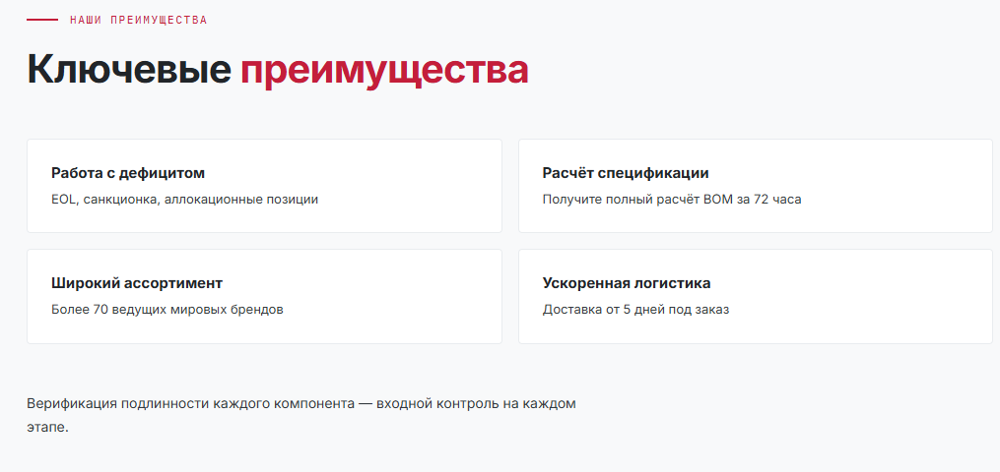 НАШИ ПРЕИМУЩЕСТВА
Ключевые преимущества
Работа с дефицитом
EOL, санкционка, аллокационные позиции
Расчёт спецификации
Получите полный расчёт BOM за 72 часа
Широкий ассортимент
Более 70 ведущих мировых брендов
Ускоренная логистика
Доставка от 5 дней под заказ
Верификация подлинности каждого компонента — входной контроль на каждом
этапе.